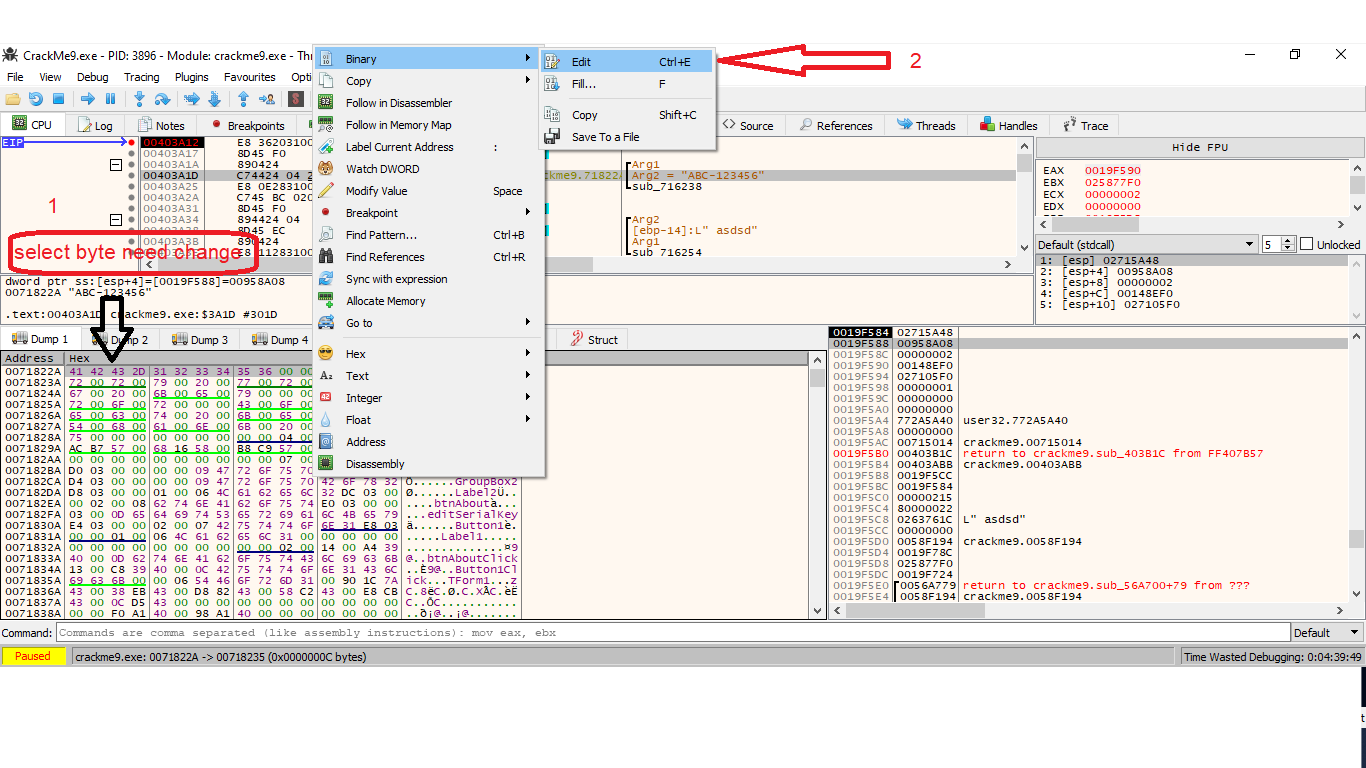 CrackMe9.exe - PID: 3896 - Module: crackme9.exe - Thr
File View Debug Tracing Plugins Favourites Opti
CPU Log Notes Breakpoints Source References Threads Handles Trace
Binary
Copy
Follow in Disassembler
Follow in Memory Map
Label Current Address :
Watch DWORD
Modify Value Space
Breakpoint
Find Pattern... Ctrl+B
Find References Ctrl+R
Sync with expression
Allocate Memory
Go to
Hex
Text
Integer
Float
Address
Disassembly
Edit Ctrl+E
Fill... F
Copy Shift+C
Save To a File
2
1
select byte need change
EIP
00403A12 E8 36203100
00403A17 8D45 F0
00403A1A 890424
00403A1D C74424 04 2
00403A25 E8 0E283100
00403A2A C745 BC 020
00403A31 8D45 F0
00403A34 894424 04
8D45 EC
00403A3B 890424
E8 11283100
ckme9.71822A
Arg1
Arg2 = "ABC-123456"
sub_716238
Arg2
[ebp-14]:L" asdsd"
Arg1
sub_716254
Hide FPU
EAX 0019F590
EBX 025877F0
ECX 00000002
EDX 00000000
Default (stdcall) 5 Unlocked
1: [esp] 02715A48
2: [esp+4] 00958A08
3: [esp+8] 00000002
4: [esp+C] 00148EF0
5: [esp+10] 027105F0
dword ptr ss:[esp+4]=[0019F588]=00958A08
0071822A "ABC-123456"
.text:00403A1D crackme9.exe:$3A1D #301D
Dump 1 Dump 2 Dump 3 Dump 4 Struct
Address Hex
0071822A 41 42 43 2D 31 32 33 34 35 36 00 00
0071823A 72 00 72 00 79 00 20 00 77 00 72 00
0071824A 67 00 20 00 6B 00 65 00 79 00 00 00
0071825A 72 00 6F 00 72 00 00 00 43 00 6F 00
0071826A 65 00 63 00 74 00 20 00 6B 00 65 00
0071827A 54 00 68 00 61 00 6E 00 6B 00 20 00
0071828A 75 00 00 00 00 00 00 00 00 00 04 00
0071829A AC B7 57 00 68 16 58 00 B8 C9 57 00
007182AA 00 00 00 00 00 00 00 00 00 00 07 00
007182BA D0 03 00 00 00 00 09 47 72 6F 75 70
007182CA D4 03 00 00 00 00 09 47 72 6F 75 70 42 6F 78 32 Ô......GroupBox2
007182DA D8 03 00 00 01 00 06 4C 61 62 65 6C 32 DC 03 00 Ø......Label2Ü..
007182EA 00 02 00 08 62 74 6E 41 62 6F 75 74 E0 03 00 00 ....btnAboutà...
007182FA 03 00 0D 65 64 69 74 53 65 72 69 61 6C 4B 65 79 ...editSerialKey
0071830A E4 03 00 00 02 00 07 42 75 74 74 6F 6E 31 E8 03 ä......Button1è.
0071831A 00 00 01 00 06 4C 61 62 65 6C 31 00 00 00 00 00 .....Label1.....
0071832A 00 00 00 00 00 00 00 00 00 00 02 00 14 00 A4 39 ..............¤9
0071833A 40 00 0D 62 74 6E 41 62 6F 75 74 43 6C 69 63 6B @..btnAboutClick
0071834A 13 00 C8 39 40 00 0C 42 75 74 74 6F 6E 31 43 6C ..È9@..Button1Cl
0071835A 69 63 6B 00 00 06 54 46 6F 72 6D 31 00 90 1C 7A ick...TForm1...z
0071836A 43 00 38 EB 43 00 D8 82 43 00 58 C2 43 00 E8 CB C.8ëC.Ø.C.XÂC.èË
0071837A 43 00 0C D5 43 00 00 00 00 00 00 00 00 00 00 00 C..ÕC...........
0071838A 00 00 F0 A1 40 00 98 A1 40 00 00 00 00 00 00 00 ..ð¡@..¡@.......
0019F584 02715A48
0019F588 00958A08
0019F58C 00000002
0019F590 00148EF0
0019F594 027105F0
0019F598 00000001
0019F59C 00000000
0019F5A0 00000000
0019F5A4 772A5A40 user32.772A5A40
0019F5A8 00000000
0019F5AC 00715014 crackme9.00715014
0019F5B0 00403B1C return to crackme9.sub_403B1C from FF407B57
0019F5B4 00403ABB crackme9.00403ABB
0019F5B8 0019F5CC
0019F5BC 0019F584
0019F5C0 00000215
0019F5C4 80000022
0019F5C8 0263761C L" asdsd"
0019F5CC 00000000
0019F5D0 0058F194 crackme9.0058F194
0019F5D4 0019F78C
0019F5D8 025877F0
0019F5DC 0019F724
0019F5E0 0056A779 return to crackme9.sub_56A700+79 from ???
0019F5E4 0058F194 crackme9.0058F194
Command: Commands are comma separated (like assembly instructions): mov eax, ebx Default
Paused crackme9.exe: 0071822A -> 00718235 (0x0000000C bytes) Time Wasted Debugging: 0:04:39:49